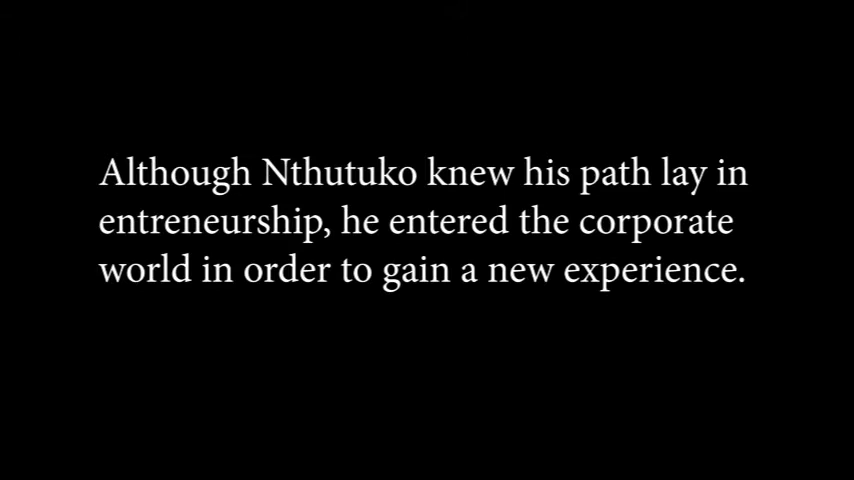 Although Nthutuko knew his path lay in
entreneurship, he entered the corporate
world in order to gain a new experience.